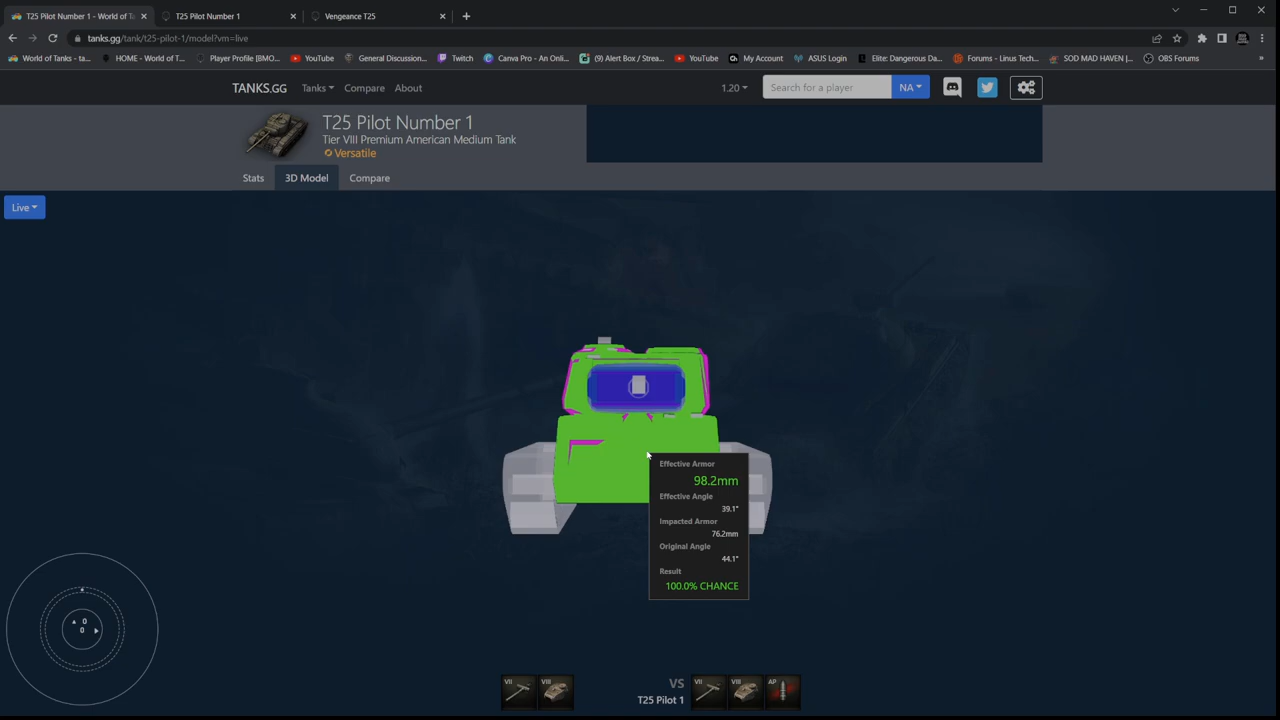 T25 Pilot Number 1 - World of Ta
T25 Pilot Number 1
Vengeance T25
tanks.gg/tank/t25-pilot-1/model?vm=live
World of Tanks - ta...
HOME - World of T...
Player Profile [BMO...
YouTube
General Discussion...
Twitch
Canva Pro - An Onli...
(9) Alert Box / Strea...
YouTube
My Account
ASUS Login
Elite: Dangerous Da...
Forums - Linus Tech...
SOD MAD HAVEN |...
OBS Forums
»
TANKS.GG
Tanks
Compare
About
1.20
Search for a player
NA
T25 Pilot Number 1
Tier VIII Premium American Medium Tank
Versatile
Stats
3D Model
Compare
Live
Effective Armor
98.2mm
Effective Angle
39.1°
Impacted Armor
76.2mm
Original Angle
44.1°
Result
100.0% CHANCE
0
0
VII
VIII
VS
T25 Pilot 1
VII
VIII
AP